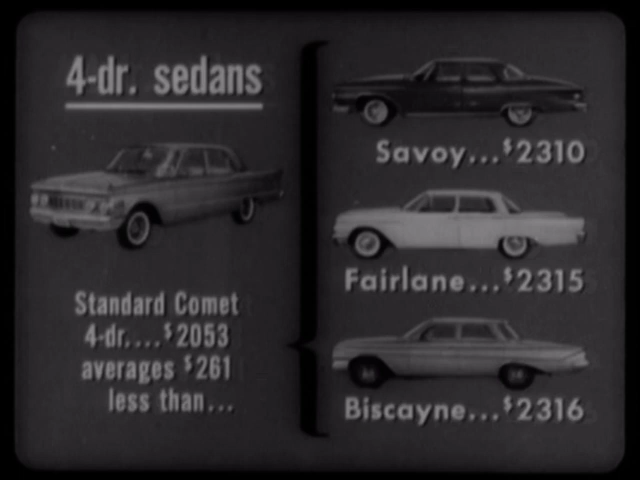 4-dr. sedans
Standard Comet
4-dr....$2053
averages $261
less than...
Savoy...$2310
Fairlane...$2315
Biscayne...$2316